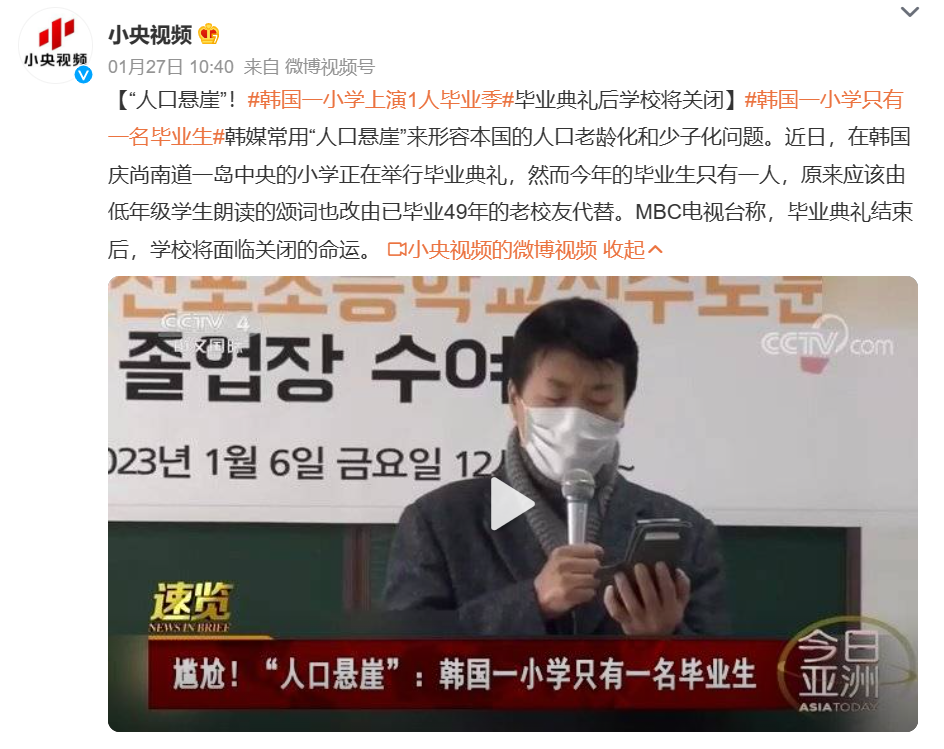 小央视频
小央视频
01月27日 10:40 来自 微博视频号
【“人口悬崖”！#韩国一小学上演1人毕业季#毕业典礼后学校将关闭】#韩国一小学只有
一名毕业生#韩媒常用“人口悬崖”来形容本国的人口老龄化和少子化问题。近日，在韩国
庆尚南道一岛中央的小学正在举行毕业典礼，然而今年的毕业生只有一人，原来应该由
低年级学生朗读的颂词也改由已毕业49年的老校友代替。MBC电视台称，毕业典礼结束
后，学校将面临关闭的命运。 小央视频的微博视频 收起
초등학교
CCTV 4
中文国际
CCTV com
졸업장 수여
023년 1월 6일 금요일 12
~
速览
NEWS IN BRIEF
尴尬！“人口悬崖”：韩国一小学只有一名毕业生
今日
亚洲
ASIA TODAY